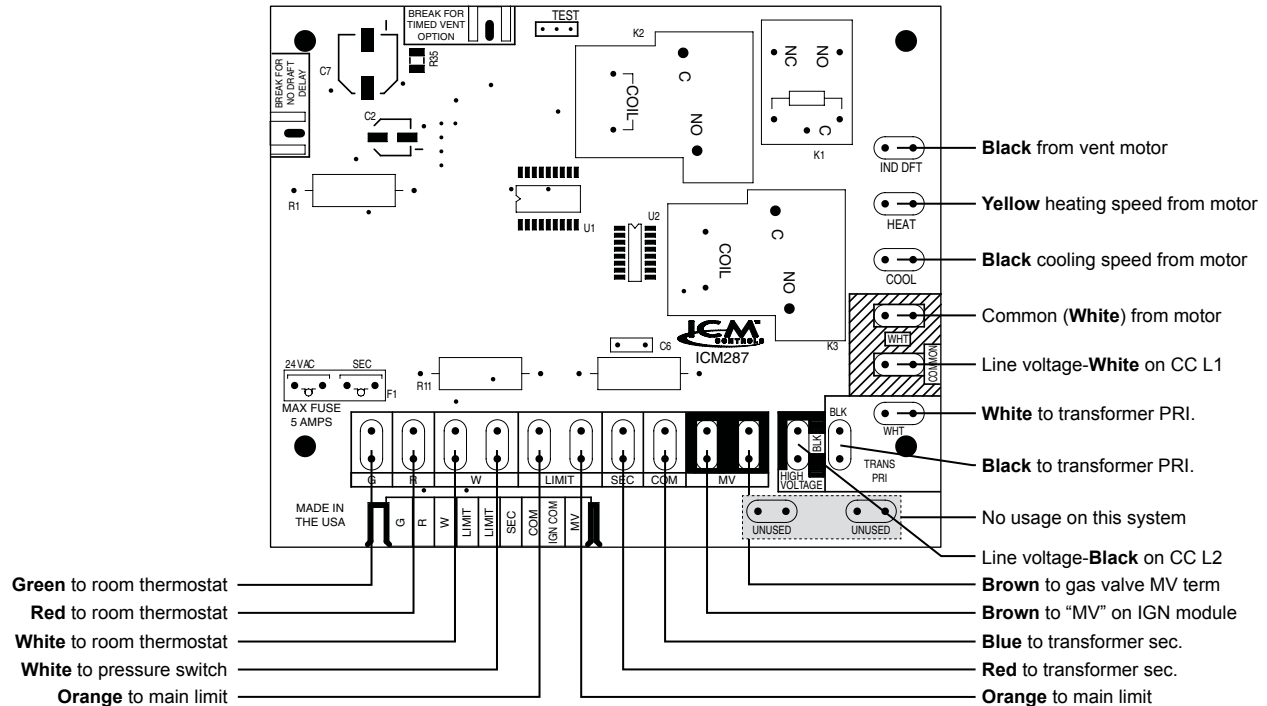 BREAK FOR
TIMED VENT
OPTION
TEST
BREAK FOR
NO DRAFT
DELAY
C7
R35
C2
K2
C
COIL
NO
NC
NO
C
K1
IND DFT
Black from vent motor
R1
U1
U2
HEAT
Yellow heating speed from motor
C
COIL
NO
COOL
Black cooling speed from motor
K3
ICM™
CONTROLS
ICM287
C6
WHT
COMMON
Common (White) from motor
Line voltage-White on CC L1
24VAC
SEC
F1
MAX FUSE
5 AMPS
R11
BLK
WHT
White to transformer PRI.
BLK
HIGH
VOLTAGE
TRANS
PRI
Black to transformer PRI.
G
R
W
LIMIT
SEC
COM
MV
MADE IN
THE USA
G
R
W
LIMIT
LIMIT
SEC
COM
IGN COM
MV
UNUSED
UNUSED
No usage on this system
Line voltage-Black on CC L2
Green to room thermostat
Brown to gas valve MV term
Red to room thermostat
Brown to “MV” on IGN module
White to room thermostat
Blue to transformer sec.
White to pressure switch
Red to transformer sec.
Orange to main limit
Orange to main limit